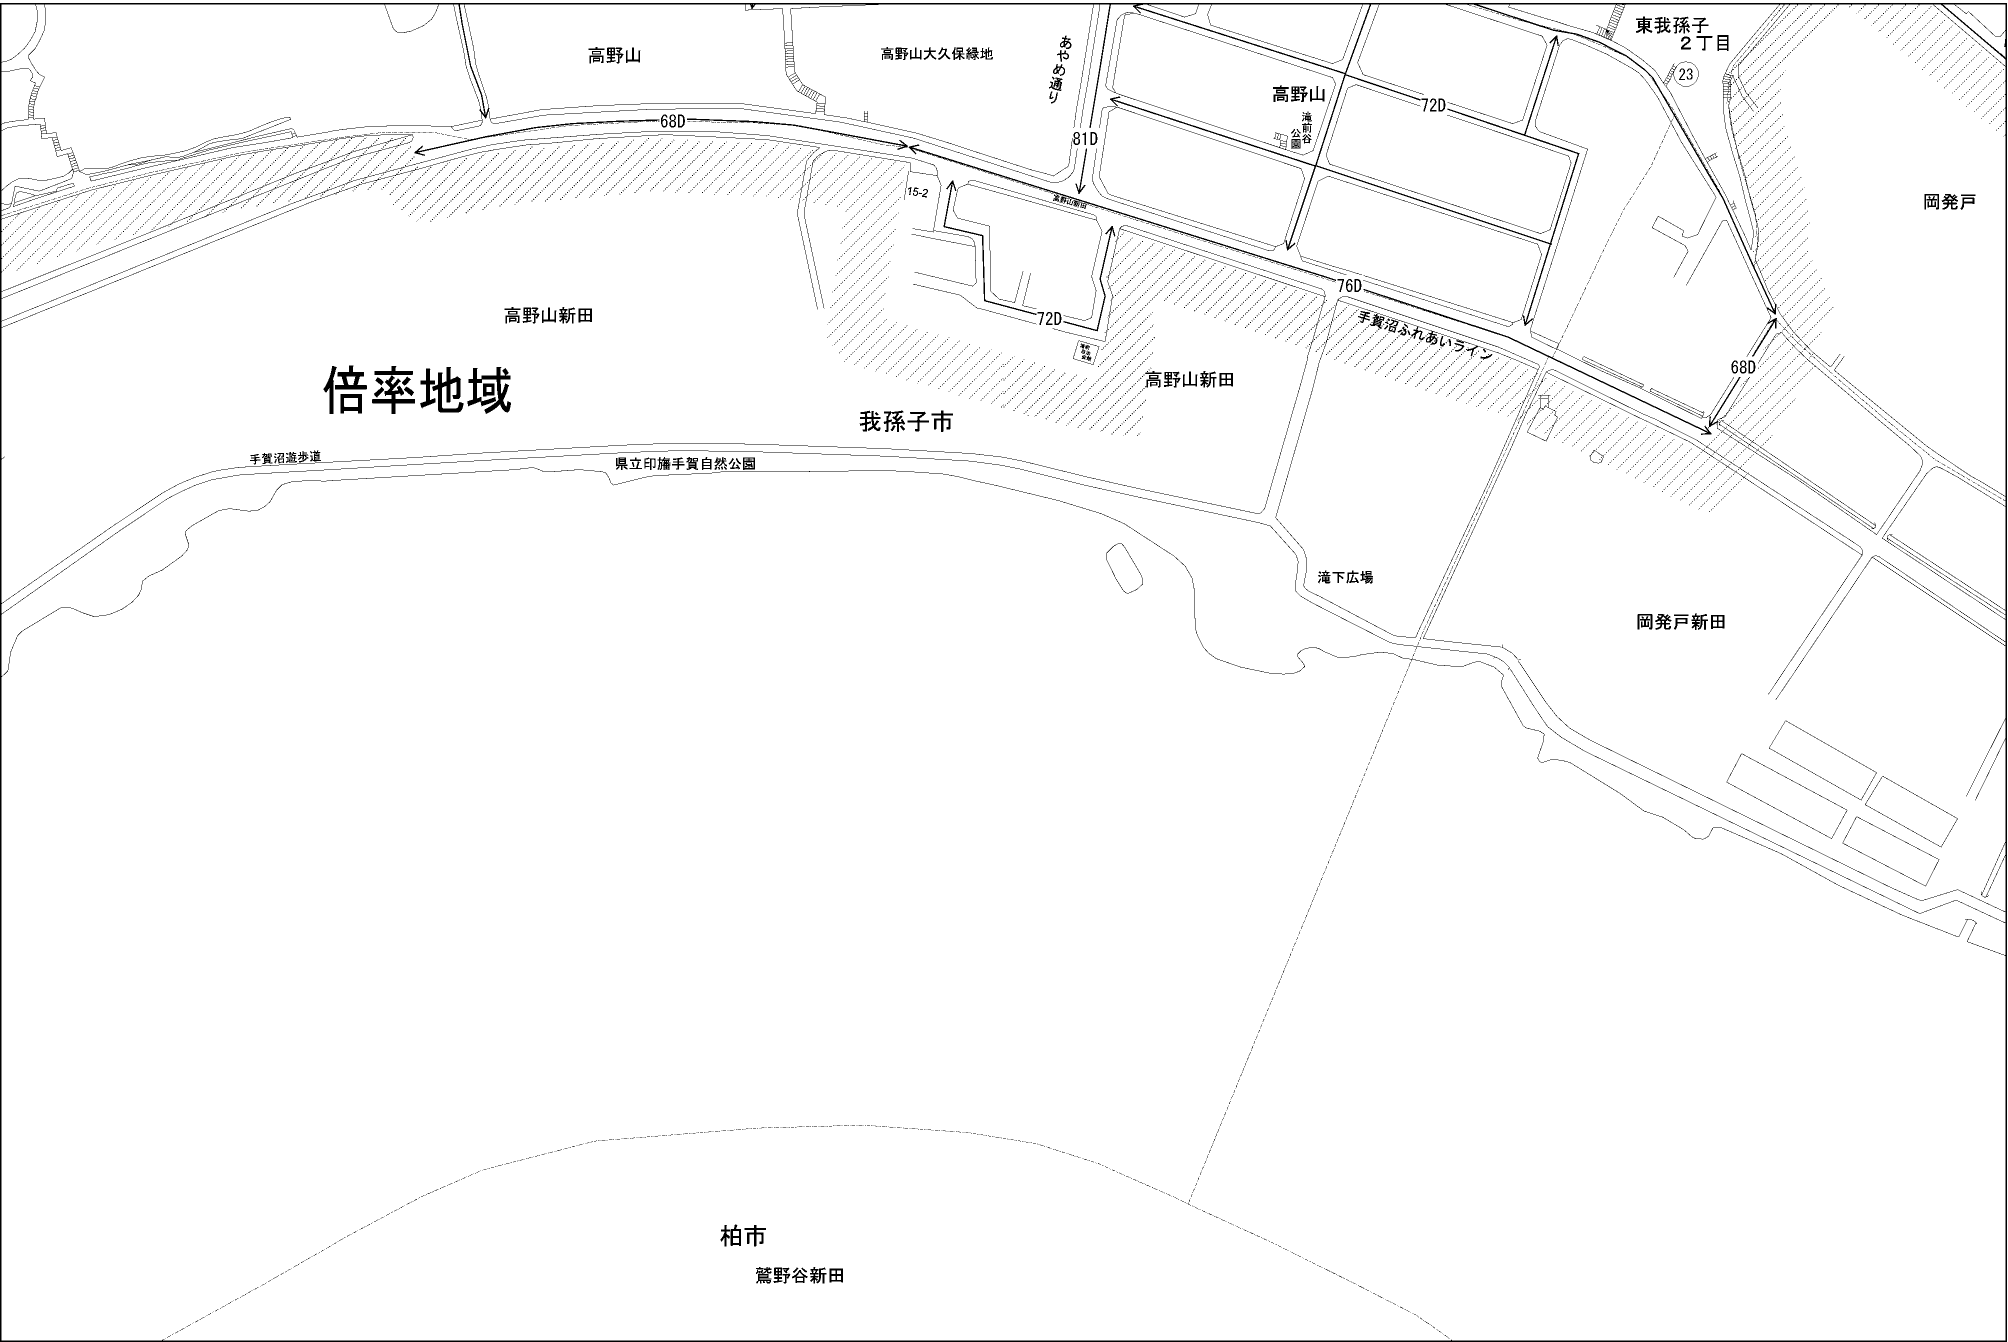 東我孫子
２丁目
23
高野山
高野山大久保緑地
あやめ通り
高野山
72D
滝前谷
公園
68D
81D
15-2
高野山新田
岡発戸
76D
高野山新田
72D
手賀沼ふれあいライン
68D
倍率地域
高野山新田
我孫子市
手賀沼遊歩道
県立印旛手賀自然公園
滝下広場
岡発戸新田
柏市
鷲野谷新田